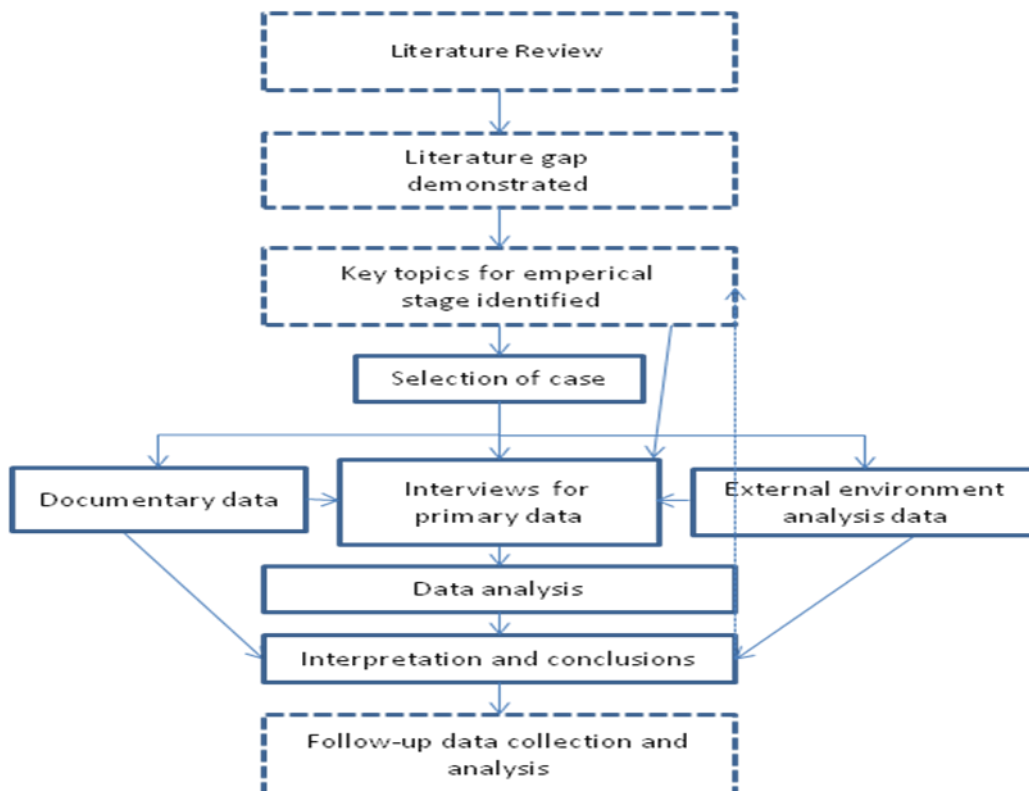 Literature Review
Literature gap
demonstrated
Key topics for emperical
stage identified
Selection of case
Documentary data
Interviews for
primary data
External environment
analysis data
Data analysis
Interpretation and conclusions
Follow-up data collection and
analysis